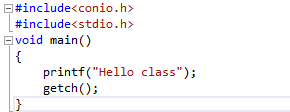 #include<conio.h>
#include<stdio.h>
void main()
{
    printf("Hello class");
    getch();
}